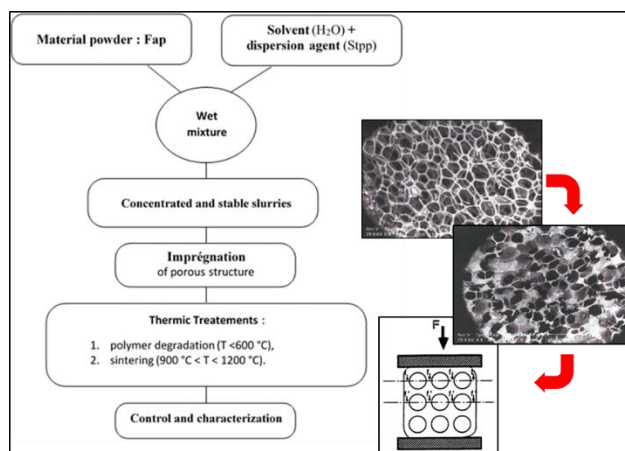 Material powder : Fap
Solvent (H₂O) +
dispersion agent (Stpp)
Wet
mixture
Concentrated and stable slurries
Imprégnation
of porous structure
Thermic Treatements :
1. polymer degradation (T <600 °C),
2. sintering (900 °C < T < 1200 °C).
Control and characterization
F